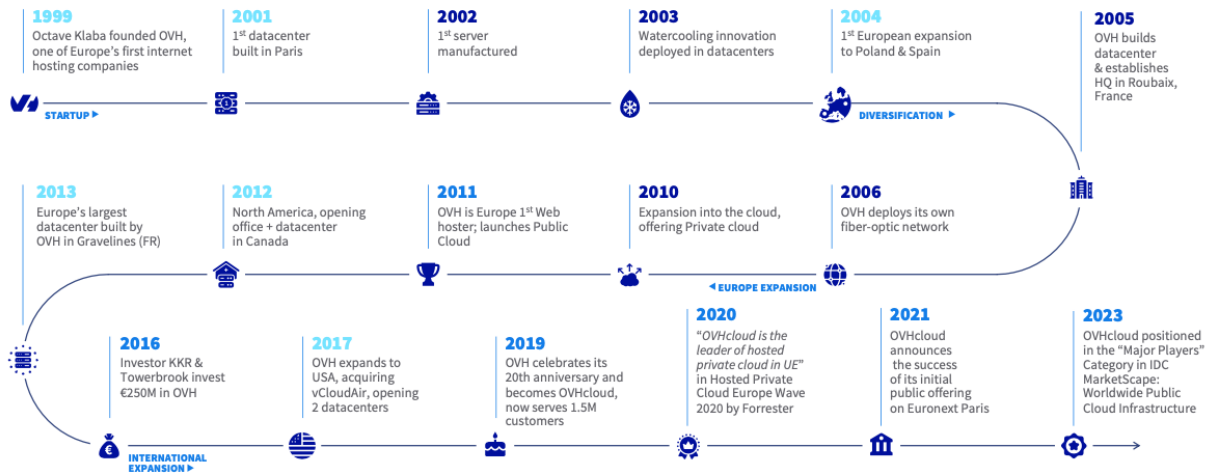 1999
Octave Klaba founded OVH,
one of Europe's first internet
hosting companies
STARTUP
2001
1st datacenter
built in Paris
2002
1st server
manufactured
2003
Watercooling innovation
deployed in datacenters
2004
1st European expansion
to Poland & Spain
DIVERSIFICATION
2005
OVH builds
datacenter
& establishes
HQ in Roubaix,
France
2006
OVH deploys its own
fiber-optic network
EUROPE EXPANSION
2010
Expansion into the cloud,
offering Private cloud
2011
OVH is Europe 1st Web
hoster; launches Public
Cloud
2012
North America, opening
office + datacenter
in Canada
2013
Europe's largest
datacenter built by
OVH in Gravelines (FR)
2016
Investor KKR &
Towerbrook invest
€250M in OVH
€
INTERNATIONAL
EXPANSION
2017
OVH expands to
USA, acquiring
vCloudAir, opening
2 datacenters
2019
OVH celebrates its
20th anniversary and
becomes OVHcloud,
now serves 1.5M
customers
2020
"OVHcloud is the
leader of hosted
private cloud in UE"
in Hosted Private
Cloud Europe Wave
2020 by Forrester
2021
OVHcloud
announces
the success
of its initial
public offering
on Euronext Paris
2023
OVHcloud positioned
in the "Major Players"
Category in IDC
MarketScape:
Worldwide Public
Cloud Infrastructure